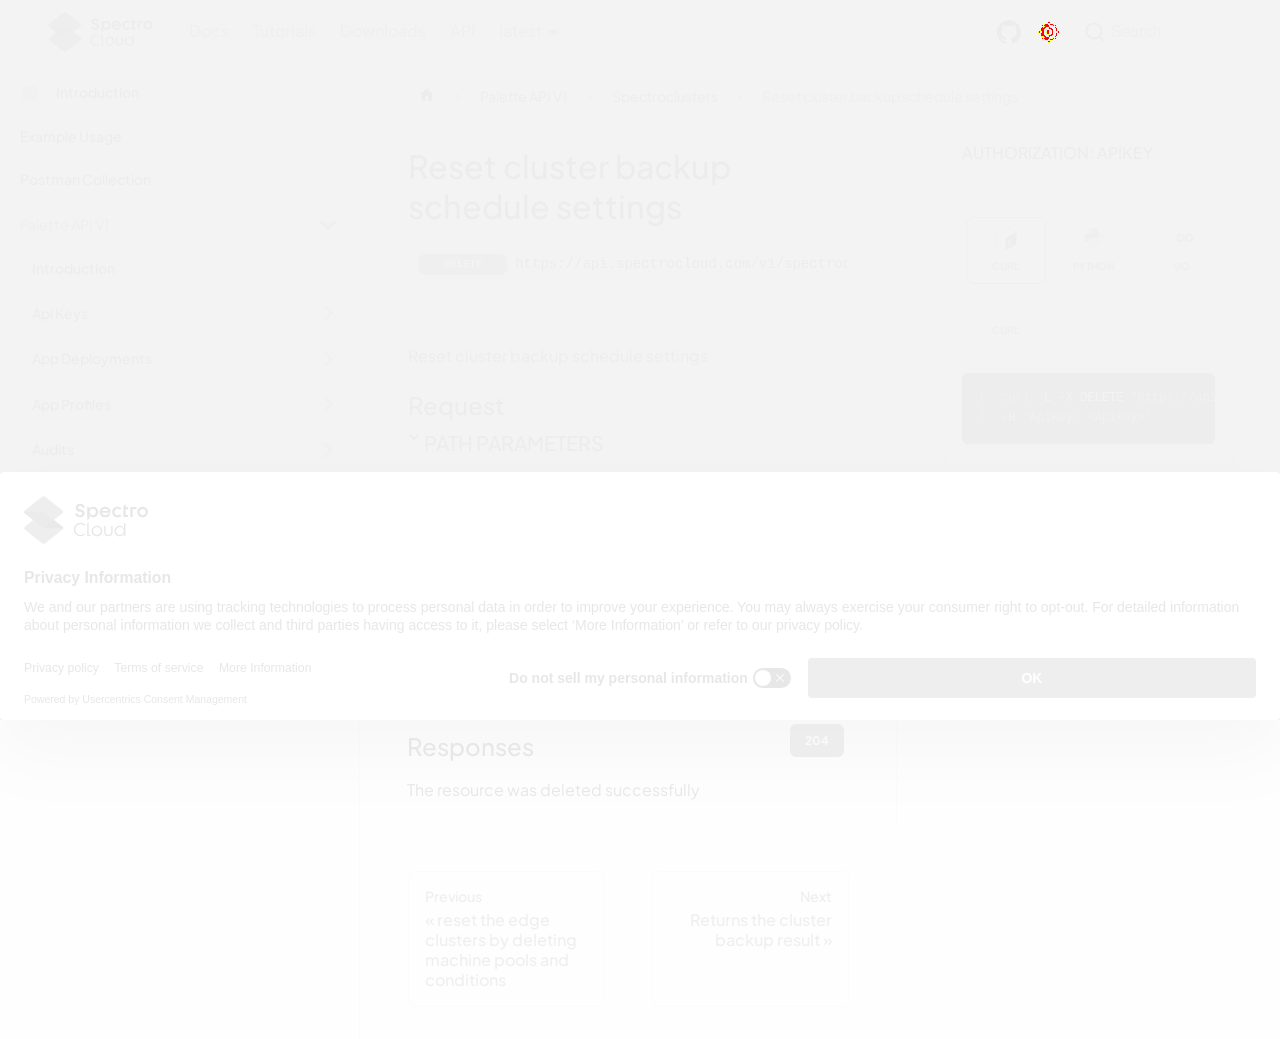 Spectro
Cloud
Docs Tutorials Downloads API latest
Search
Introduction
Palette API V1 Spectroclusters Reset cluster backup schedule settings
Example Usage
AUTHORIZATION: APIKEY
Postman Collection
Reset cluster backup
schedule settings
Palette API V1
Introduction
https://api.spectrocloud.com/v1/spectroc
CURL PYTHON GO
Api Keys
CURL
App Deployments
Reset cluster backup schedule settings
App Profiles
DELETE
Request
Audits
PATH PARAMETERS
Spectro
Cloud
Privacy Information
We and our partners are using tracking technologies to process personal data in order to improve your experience. You may always exercise your consumer right to opt-out. For detailed information
about personal information we collect and third parties having access to it, please select ‘More Information’ or refer to our privacy policy.
Privacy policy Terms of service More Information
Do not sell my personal information
OK
Powered by Usercentrics Consent Management
Responses
204
The resource was deleted successfully
Previous
« reset the edge
clusters by deleting
machine pools and
conditions
Next
Returns the cluster
backup result »